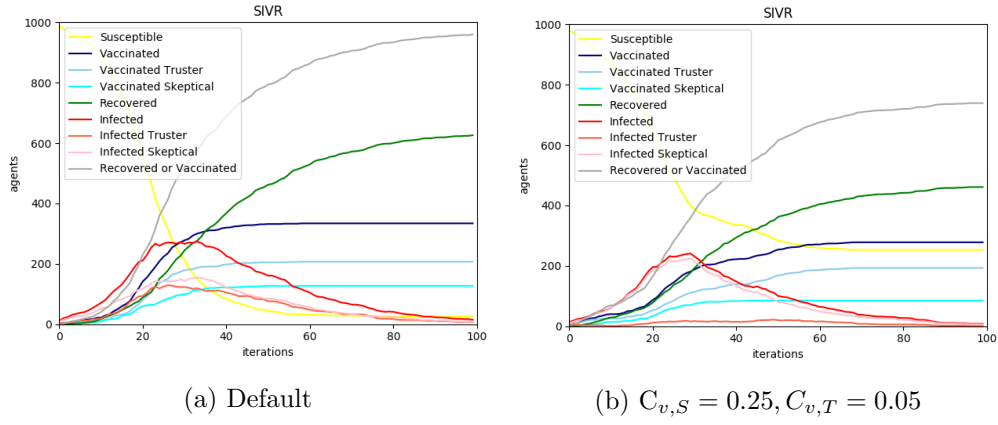 SIVR
1000
800
600
400
200
0
agents
Susceptible
Vaccinated
Vaccinated Truster
Vaccinated Skeptical
Recovered
Infected
Infected Truster
Infected Skeptical
Recovered or Vaccinated
0 20 40 60 80 100
iterations
(a) Default
SIVR
1000
800
600
400
200
0
agents
Susceptible
Vaccinated
Vaccinated Truster
Vaccinated Skeptical
Recovered
Infected
Infected Truster
Infected Skeptical
Recovered or Vaccinated
0 20 40 60 80 100
iterations
(b) C_{v,S} = 0.25, C_{v,T} = 0.05